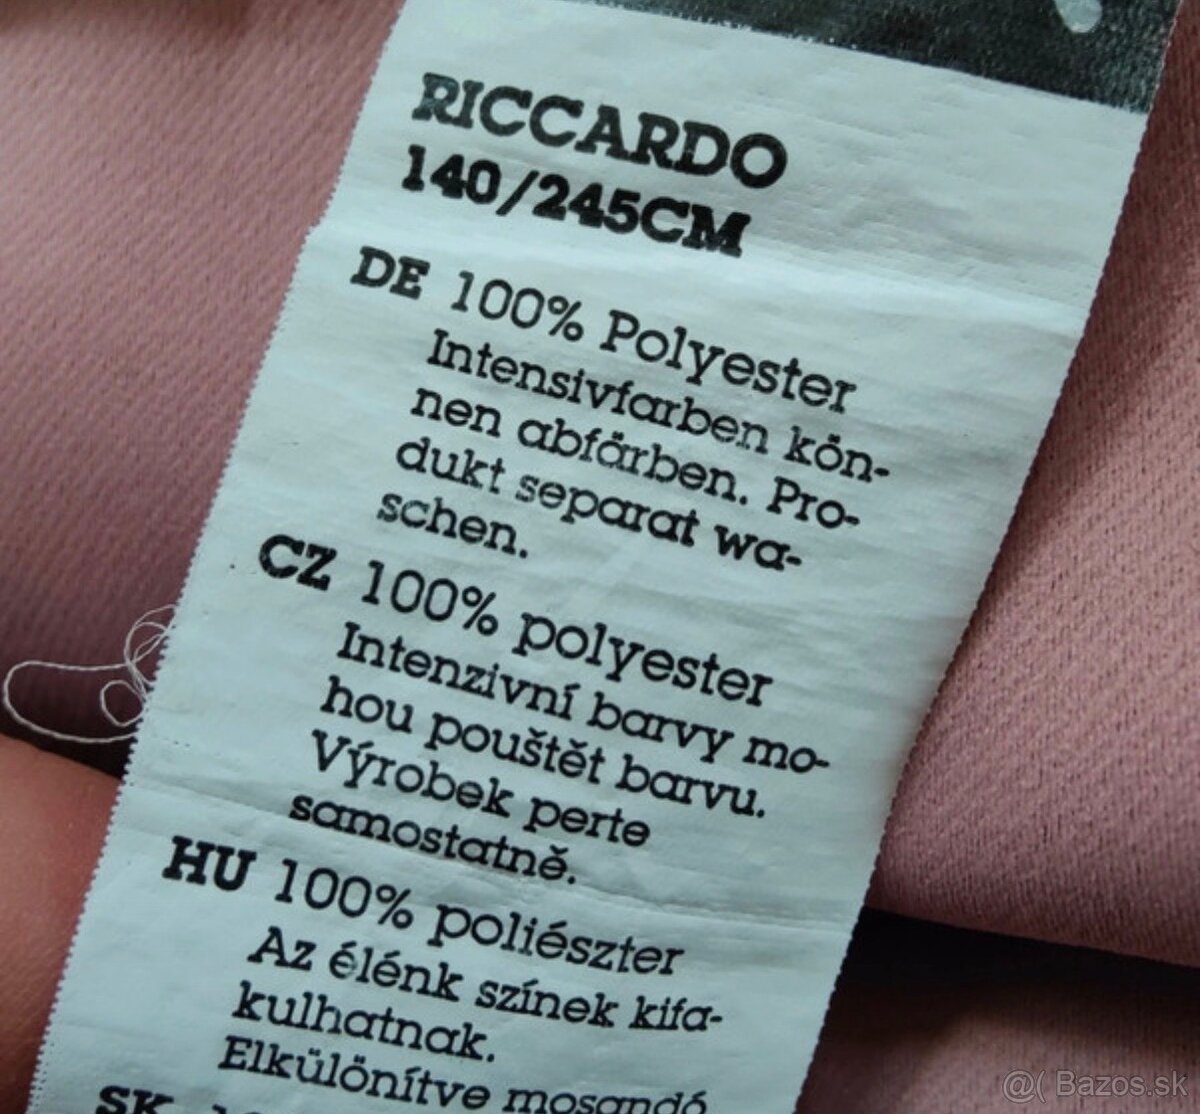 RICCARDO
140/245CM
DE 100% Polyester
Intensivfarben kön-
nen abfärben. Pro-
dukt separat wa-
schen.
CZ 100% polyester
Intenzivní barvy mo-
hou pouštět barvu.
Výrobek perte
samostatně.
HU 100% poliészter
Az élénk színek kifa-
kulhatnak.
Elkülönítve mosandó
SK
@( Bazos.sk